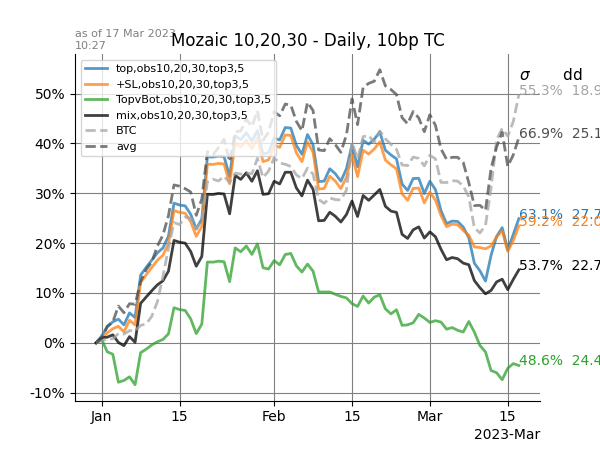 as of 17 Mar 2023
10:27
Mozaic 10,20,30 - Daily, 10bp TC
σ dd
top,obs10,20,30,top3,5
+SL,obs10,20,30,top3,5
TopvBot,obs10,20,30,top3,5
mix,obs10,20,30,top3,5
BTC
avg
55.3% 18.9
66.9% 25.1
63.1% 27.7
59.2% 22.0
53.7% 22.7
48.6% 24.4
50%
40%
30%
20%
10%
0%
-10%
Jan 15 Feb 15 Mar 15
2023-Mar